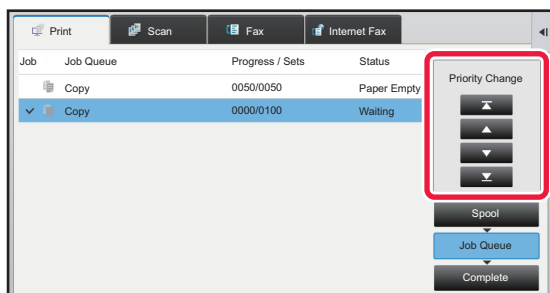 Print Scan Fax Internet Fax
Job Job Queue Progress / Sets Status
Copy 0050/0050 Paper Empty
Copy 0000/0100 Waiting
Priority Change
Spool
Job Queue
Complete